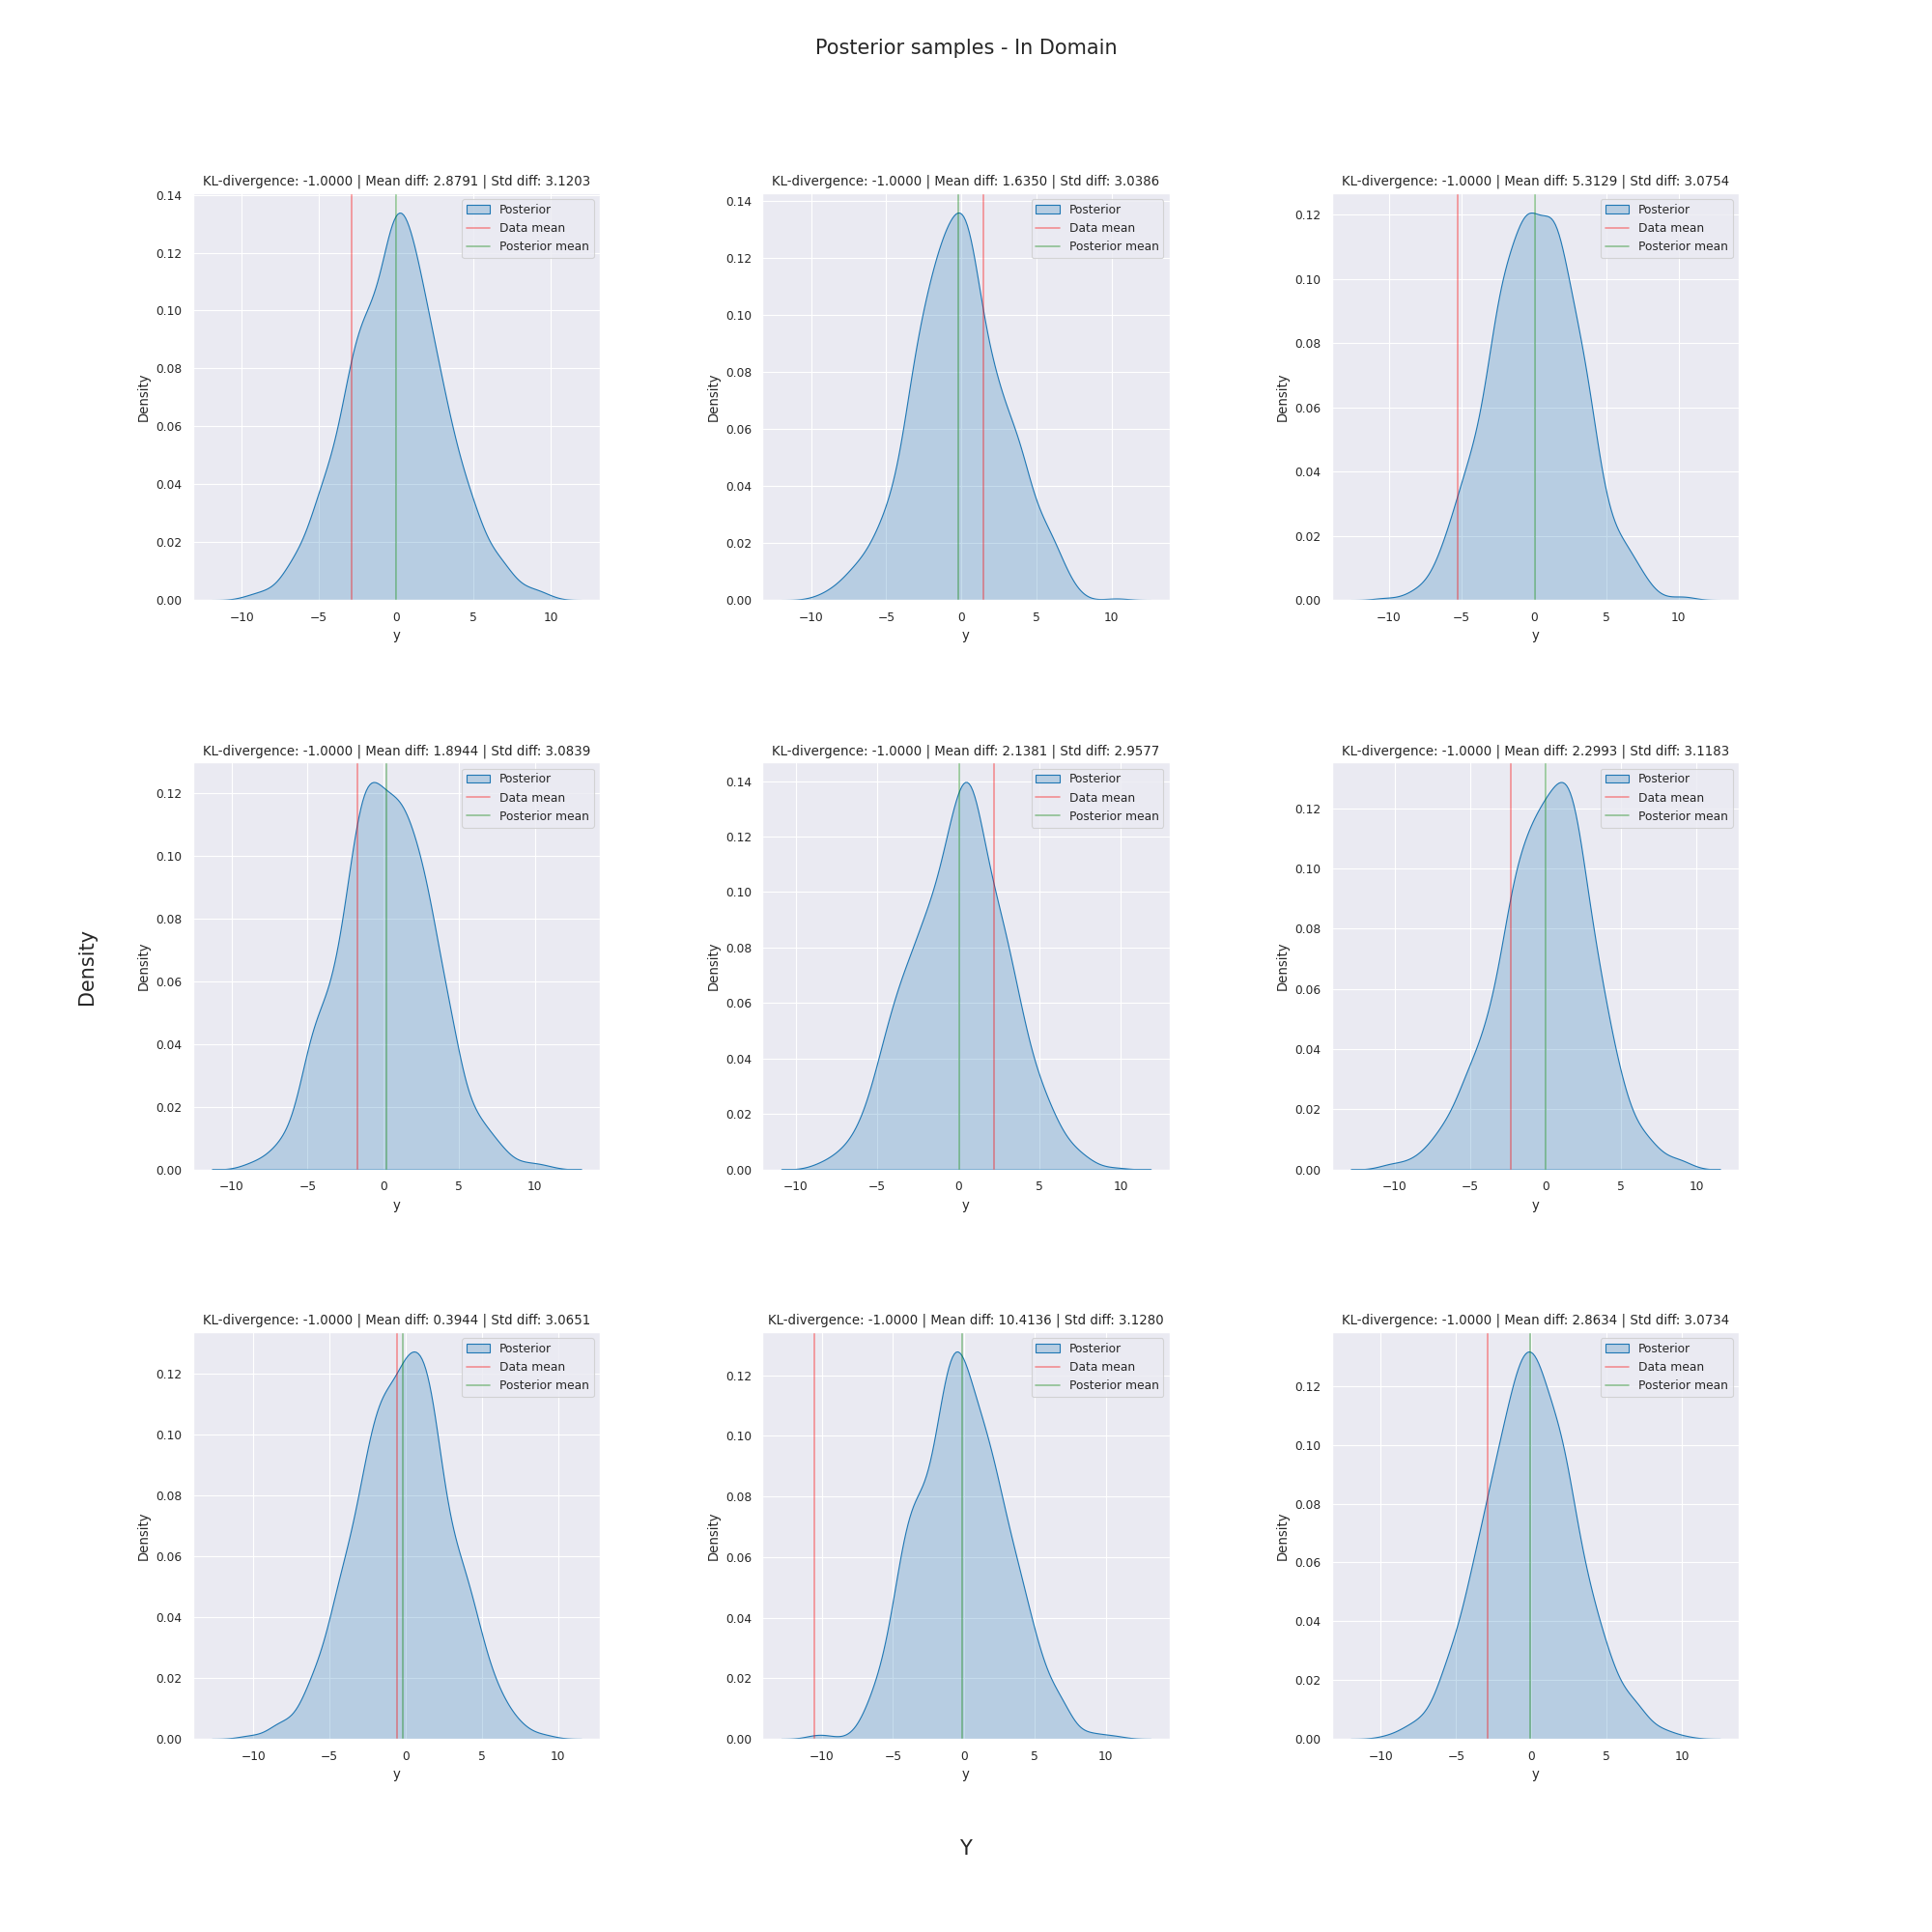 Posterior samples - In Domain
KL-divergence: -1.0000 | Mean diff: 2.8791 | Std diff: 3.1203
Posterior
Data mean
Posterior mean
0.14
0.12
0.10
0.08
0.06
0.04
0.02
0.00
Density
−10 −5 0 5 10
y
KL-divergence: -1.0000 | Mean diff: 1.6350 | Std diff: 3.0386
Posterior
Data mean
Posterior mean
0.14
0.12
0.10
0.08
0.06
0.04
0.02
0.00
Density
−10 −5 0 5 10
y
KL-divergence: -1.0000 | Mean diff: 5.3129 | Std diff: 3.0754
Posterior
Data mean
Posterior mean
0.12
0.10
0.08
0.06
0.04
0.02
0.00
Density
−10 −5 0 5 10
y
Density
KL-divergence: -1.0000 | Mean diff: 1.8944 | Std diff: 3.0839
Posterior
Data mean
Posterior mean
0.12
0.10
0.08
0.06
0.04
0.02
0.00
Density
−10 −5 0 5 10
y
KL-divergence: -1.0000 | Mean diff: 2.1381 | Std diff: 2.9577
Posterior
Data mean
Posterior mean
0.14
0.12
0.10
0.08
0.06
0.04
0.02
0.00
Density
−10 −5 0 5 10
y
KL-divergence: -1.0000 | Mean diff: 2.2993 | Std diff: 3.1183
Posterior
Data mean
Posterior mean
0.12
0.10
0.08
0.06
0.04
0.02
0.00
Density
−10 −5 0 5 10
y
KL-divergence: -1.0000 | Mean diff: 0.3944 | Std diff: 3.0651
Posterior
Data mean
Posterior mean
0.12
0.10
0.08
0.06
0.04
0.02
0.00
Density
−10 −5 0 5 10
y
KL-divergence: -1.0000 | Mean diff: 10.4136 | Std diff: 3.1280
Posterior
Data mean
Posterior mean
0.12
0.10
0.08
0.06
0.04
0.02
0.00
Density
−10 −5 0 5 10
y
KL-divergence: -1.0000 | Mean diff: 2.8634 | Std diff: 3.0734
Posterior
Data mean
Posterior mean
0.12
0.10
0.08
0.06
0.04
0.02
0.00
Density
−10 −5 0 5 10
y
Y